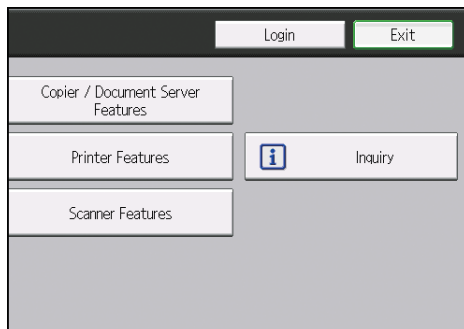 Login
Exit
Copier / Document Server
Features
Printer Features
i
Inquiry
Scanner Features